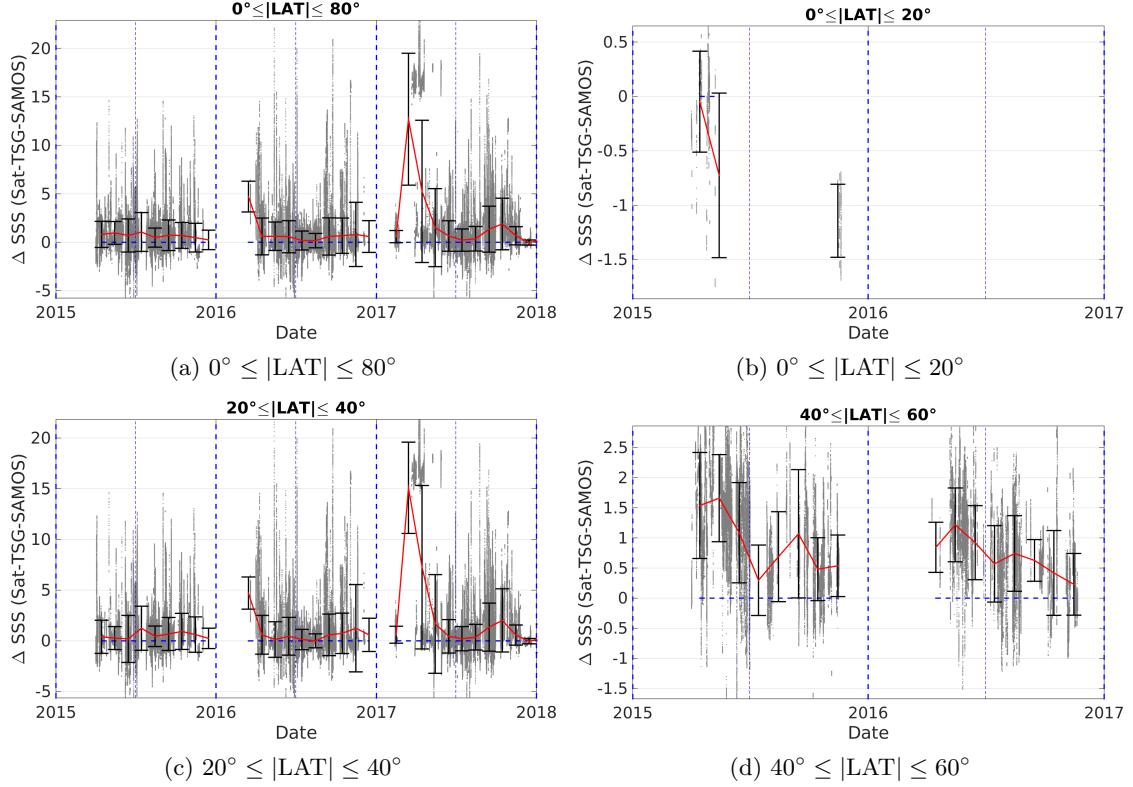 0°≤|LAT|≤ 80°
Δ SSS (Sat-TSG-SAMOS)
20
15
10
5
0
-5
2015
2016
2017
2018
Date
(a) 0° ≤ |LAT| ≤ 80°
0°≤|LAT|≤ 20°
Δ SSS (Sat-TSG-SAMOS)
0.5
0
-0.5
-1
-1.5
2015
2016
2017
Date
(b) 0° ≤ |LAT| ≤ 20°
20°≤|LAT|≤ 40°
Δ SSS (Sat-TSG-SAMOS)
20
15
10
5
0
-5
2015
2016
2017
2018
Date
(c) 20° ≤ |LAT| ≤ 40°
40°≤|LAT|≤ 60°
Δ SSS (Sat-TSG-SAMOS)
2.5
2
1.5
1
0.5
0
-0.5
-1
-1.5
2015
2016
2017
Date
(d) 40° ≤ |LAT| ≤ 60°